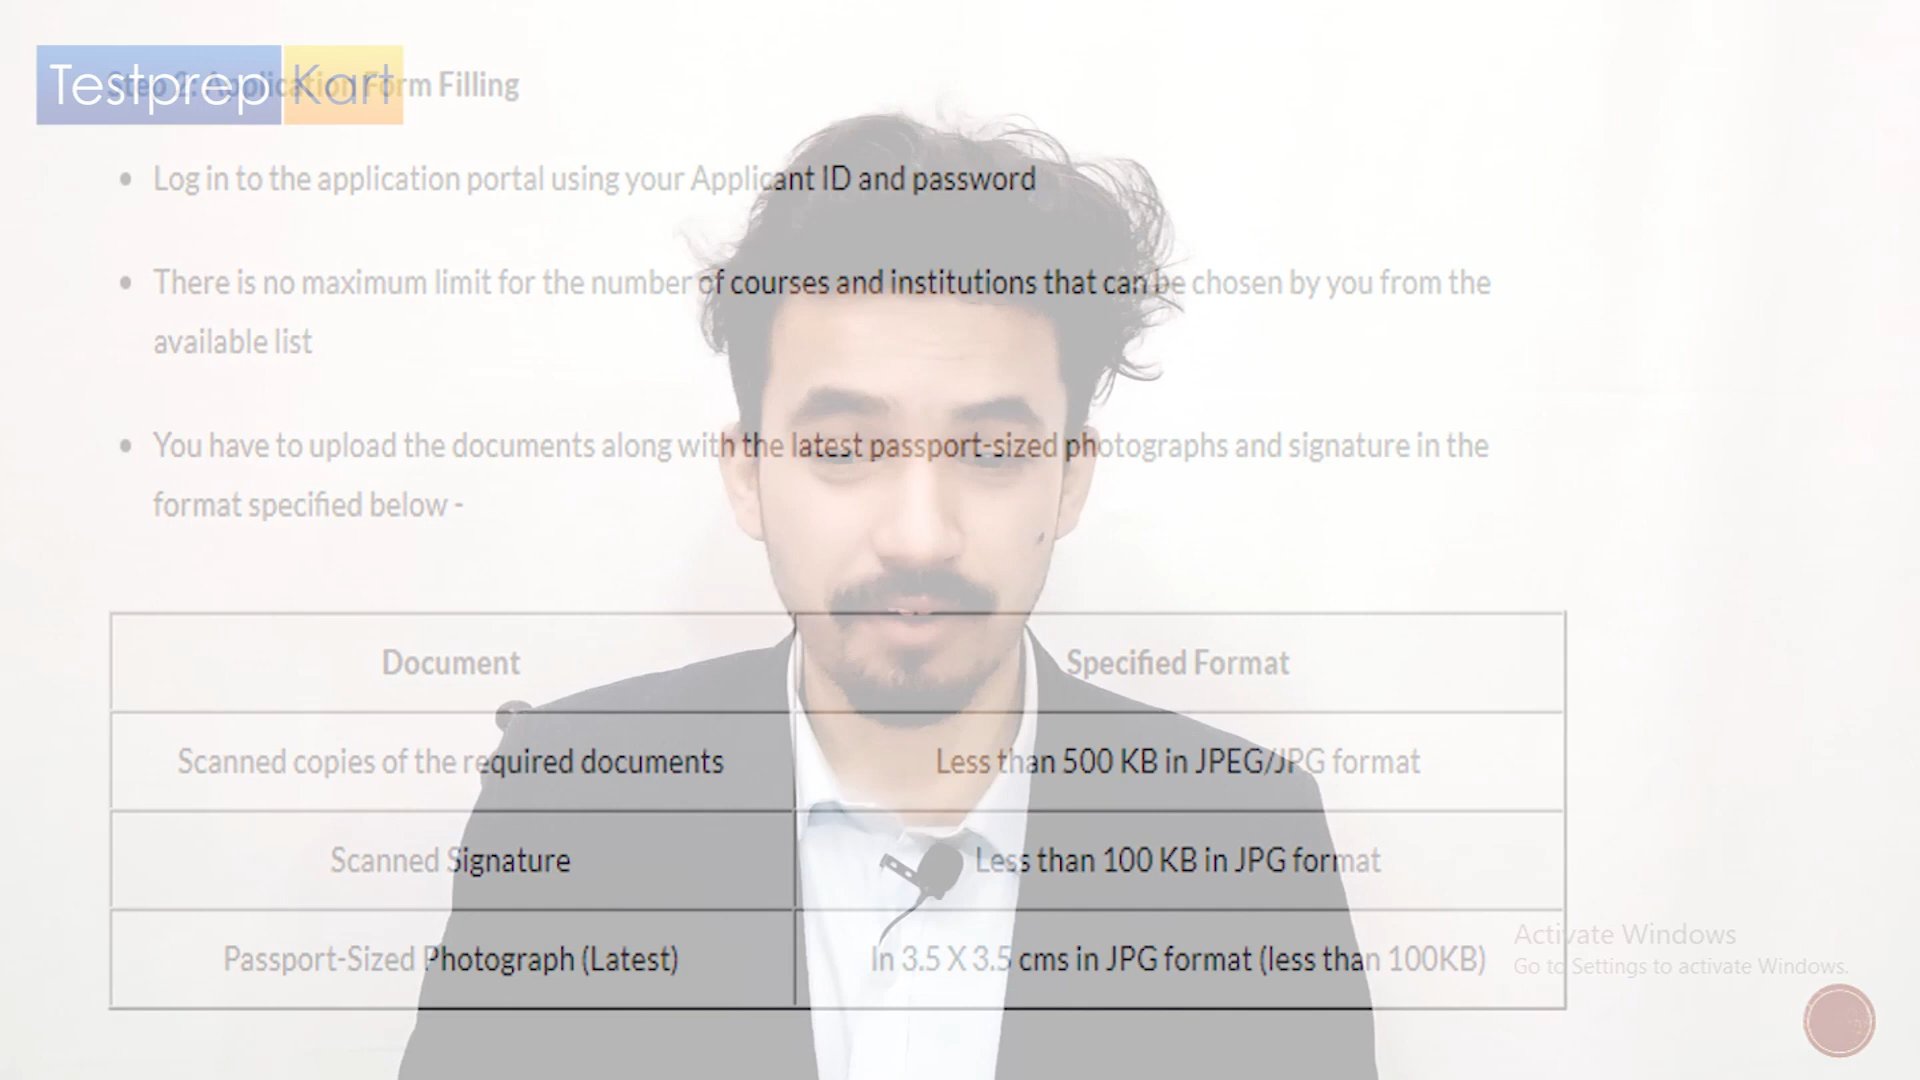 Testprep Kart
Step 2: Application Form Filling
Log in to the application portal using your Applicant ID and password
There is no maximum limit for the number of courses and institutions that can be chosen by you from the
available list
You have to upload the documents along with the latest passport-sized photographs and signature in the
format specified below -
Document Specified Format
Scanned copies of the required documents Less than 500 KB in JPEG/JPG format
Scanned Signature Less than 100 KB in JPG format
Passport-Sized Photograph (Latest) In 3.5 X 3.5 cms in JPG format (less than 100KB)
Activate Windows
Go to Settings to activate Windows.